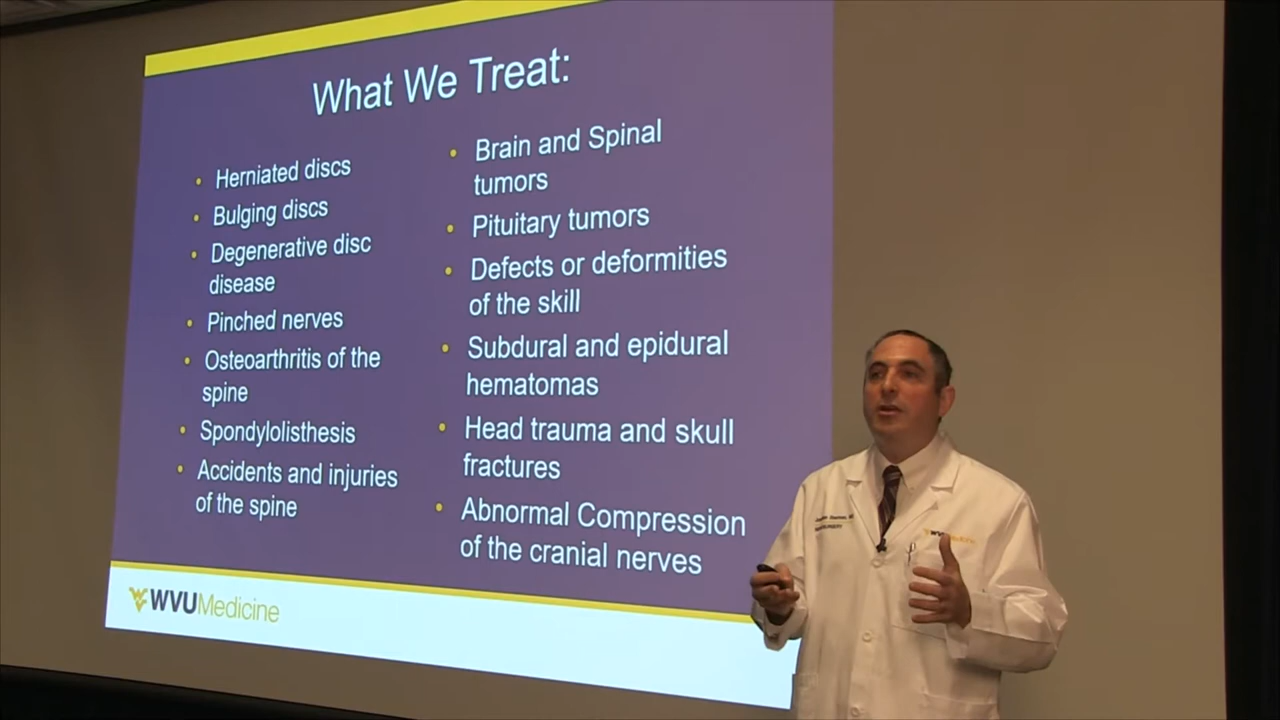 What We Treat:
Herniated discs
Bulging discs
Degenerative disc
disease
Pinched nerves
Osteoarthritis of the
spine
Spondylolisthesis
Accidents and injuries
of the spine
Brain and Spinal
tumors
Pituitary tumors
Defects or deformities
of the skill
Subdural and epidural
hematomas
Head trauma and skull
fractures
Abnormal Compression
of the cranial nerves
WVUMedicine
WVUMedicine